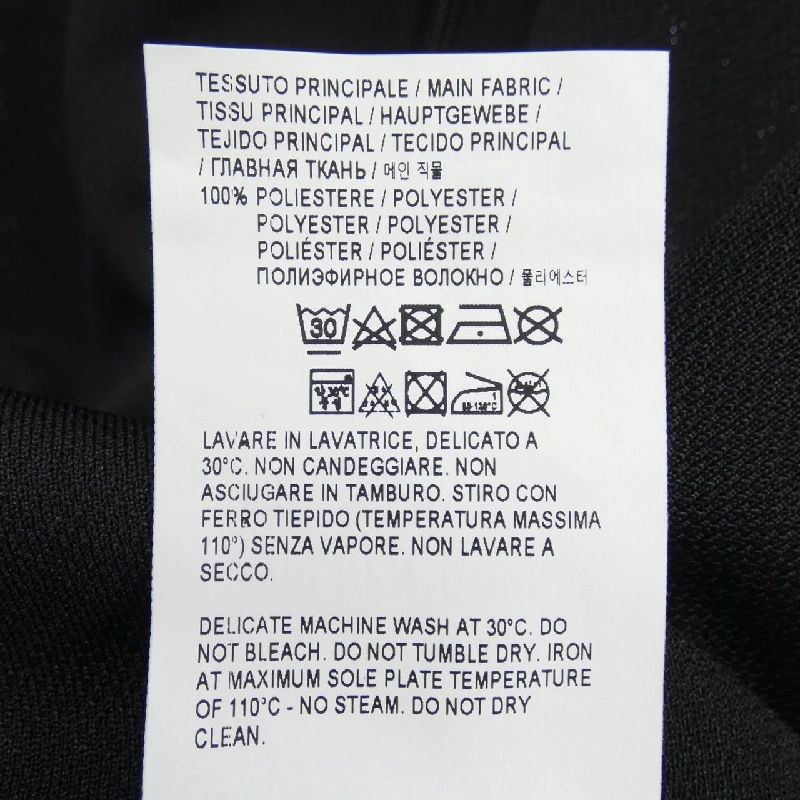 TESSUTO PRINCIPALE / MAIN FABRIC /
TISSU PRINCIPAL / HAUPTGEWEBE /
TEJIDO PRINCIPAL / TECIDO PRINCIPAL
/ ГЛАВНАЯ ТКАНЬ / 메인 직물
100% POLIESTERE / POLYESTER /
POLYESTER / POLYESTER /
POLIÉSTER / POLIÉSTER /
ПОЛИЭФИРНОЕ ВОЛОКНО / 폴리에스터
30
LAVARE IN LAVATRICE, DELICATO A
30°C. NON CANDEGGIARE. NON
ASCIUGARE IN TAMBURO. STIRO CON
FERRO TIEPIDO (TEMPERATURA MASSIMA
110°) SENZA VAPORE. NON LAVARE A
SECCO.
DELICATE MACHINE WASH AT 30°C. DO
NOT BLEACH. DO NOT TUMBLE DRY. IRON
AT MAXIMUM SOLE PLATE TEMPERATURE
OF 110°C - NO STEAM. DO NOT DRY
CLEAN.